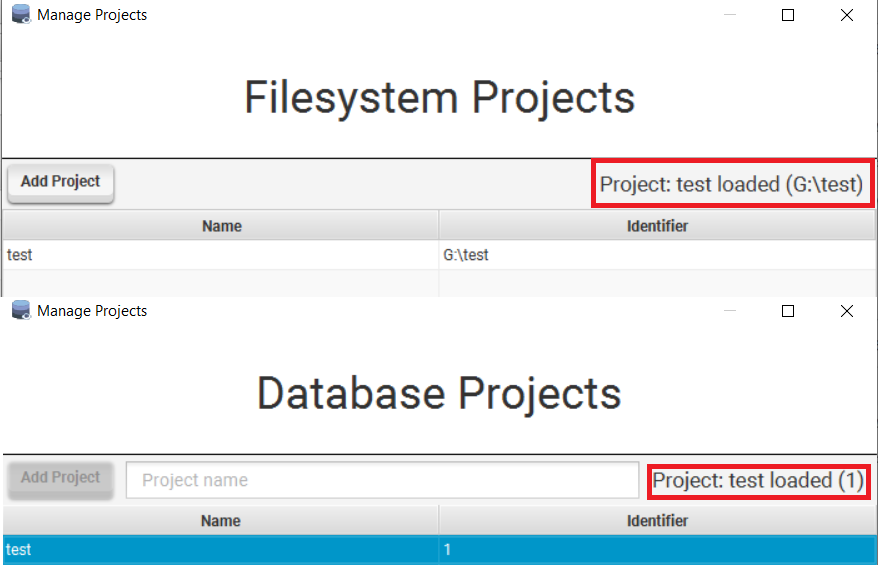 Manage Projects
Filesystem Projects
Add Project
Project: test loaded (G:\test)
Name Identifier
test G:\test
Manage Projects
Database Projects
Add Project Project name Project: test loaded (1)
Name Identifier
test 1